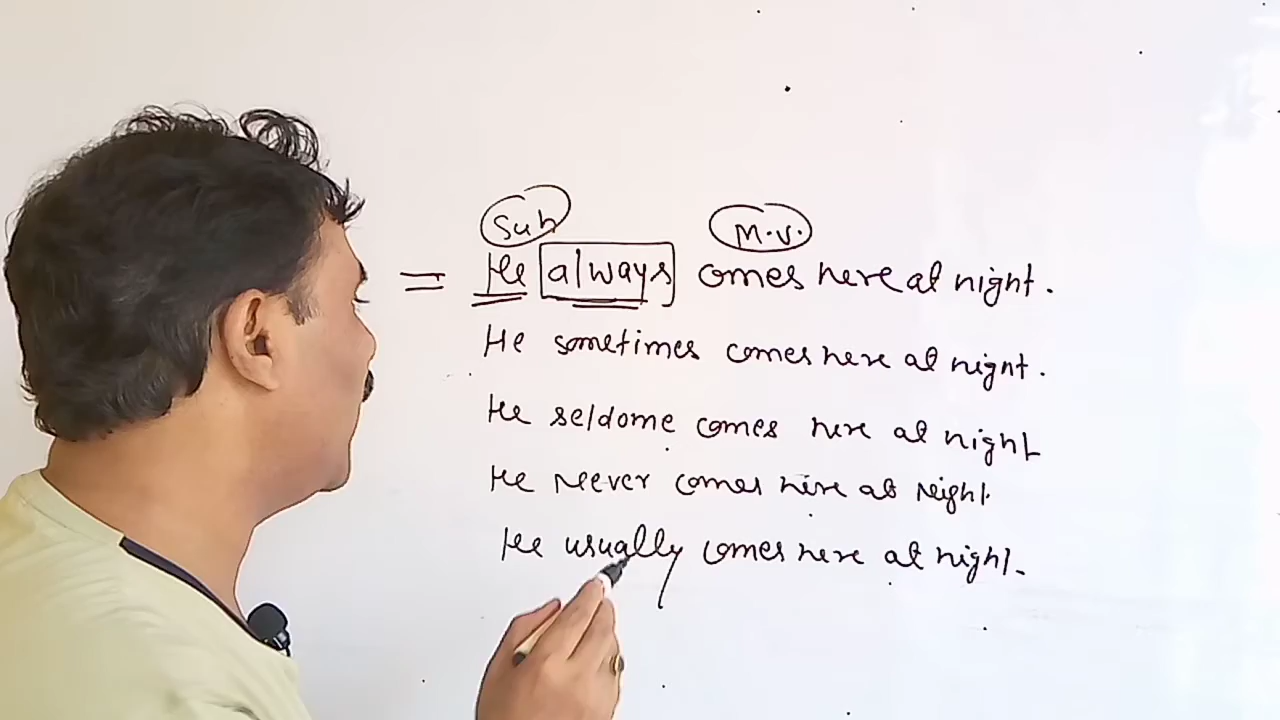 Sub M.V.
= He always comes here at night.
He sometimes comes here at night.
He seldome comes here at night
He never comes here at night.
He usually comes here at night.